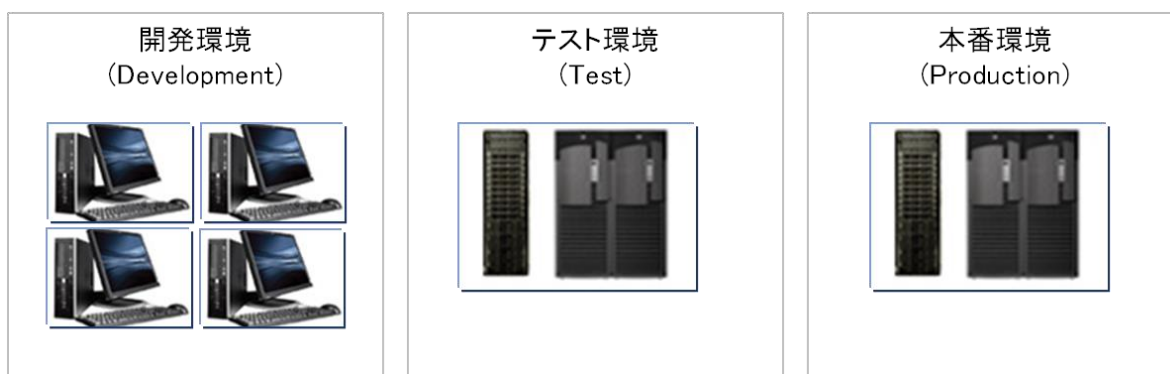 開発環境
(Development)
テスト環境
(Test)
本番環境
(Production)